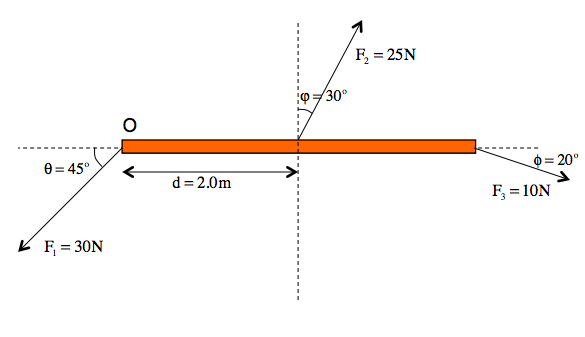 F₂ = 25N
φ = 30°
O
θ = 45°
ϕ = 20°
d = 2.0m
F₃ = 10N
F₁ = 30N